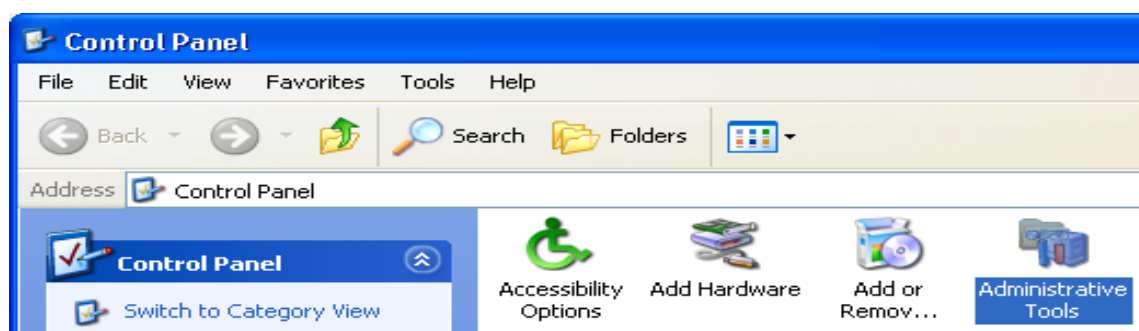 Control Panel
File Edit View Favorites Tools Help
Back Search Folders
Address Control Panel
Control Panel
Switch to Category View
Accessibility Options
Add Hardware
Add or Remov...
Administrative Tools